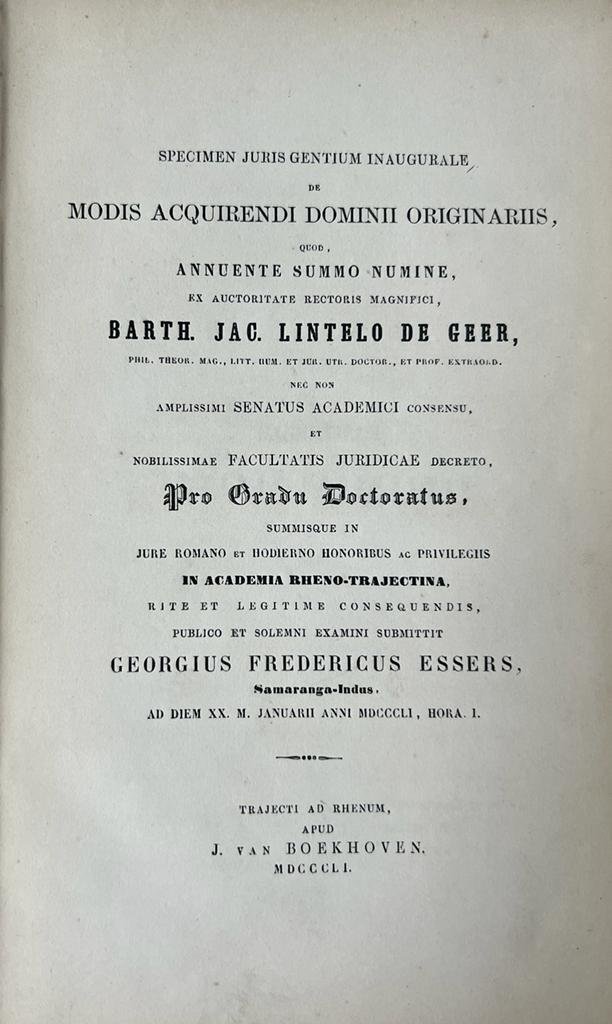 SPECIMEN JURIS GENTIUM INAUGURALE
DE
MODIS ACQUIRENDI DOMINII ORIGINARIIS,
QUOD,
ANNUENTE SUMMO NUMINE,
EX AUCTORITATE RECTORIS MAGNIFICI,
BARTH. JAC. LINTELO DE GEER,
PHIL. THEOR. MAG., LITT. HUM. ET JUR. UTR. DOCTOR., ET PROF. EXTRAORD.
NEC NON
AMPLISSIMI SENATUS ACADEMICI CONSENSU,
ET
NOBILISSIMAE FACULTATIS JURIDICAE DECRETO,
Pro Gradu Doctoratus,
SUMMISQUE IN
JURE ROMANO ET HODIERNO HONORIBUS AC PRIVILEGIIS
IN ACADEMIA RHENO-TRAJECTINA,
RITE ET LEGITIME CONSEQUENDIS,
PUBLICO ET SOLEMNI EXAMINI SUBMITTIT
GEORGIUS FREDERICUS ESSERS,
Samaranga-Indus.
AD DIEM XX. M. JANUARII ANNI MDCCCLI, HORA. I.
TRAJECTI AD RHENUM,
APUD
J. VAN BOEKHOVEN.
MDCCCLI.